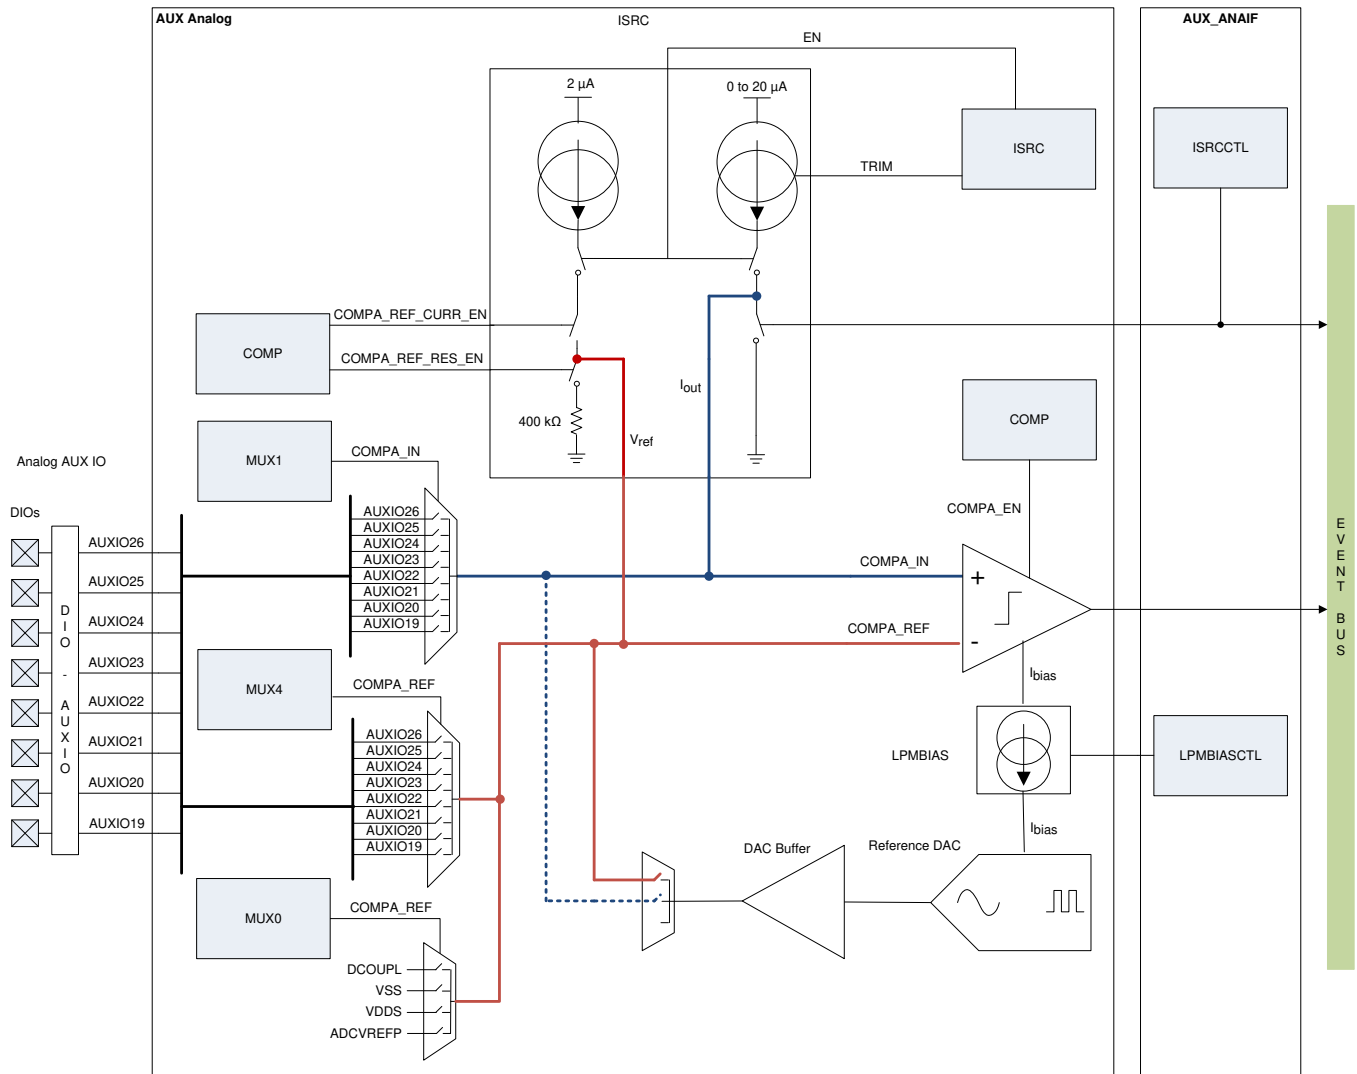 AUX Analog
ISRC
AUX_ANAIF
EN
2 µA
0 to 20 µA
ISRC
ISRCCTL
TRIM
COMPA_REF_CURR_EN
COMP
COMPA_REF_RES_EN
Iout
COMP
400 kΩ
Vref
MUX1
COMPA_IN
Analog AUX IO
COMPA_EN
DIOs
AUXIO26
AUXIO25
AUXIO24
AUXIO23
AUXIO22
AUXIO21
AUXIO20
AUXIO19
DIO - AUXIO
AUXIO26
AUXIO25
AUXIO24
AUXIO23
AUXIO22
AUXIO21
AUXIO20
AUXIO19
COMPA_IN
+
COMPA_REF
-
EVENT BUS
MUX4
COMPA_REF
Ibias
AUXIO26
AUXIO25
AUXIO24
AUXIO23
AUXIO22
AUXIO21
AUXIO20
AUXIO19
LPMBIAS
LPMBIASCTL
Ibias
DAC Buffer
Reference DAC
MUX0
COMPA_REF
DCOUPL
VSS
VDDS
ADCVREFP